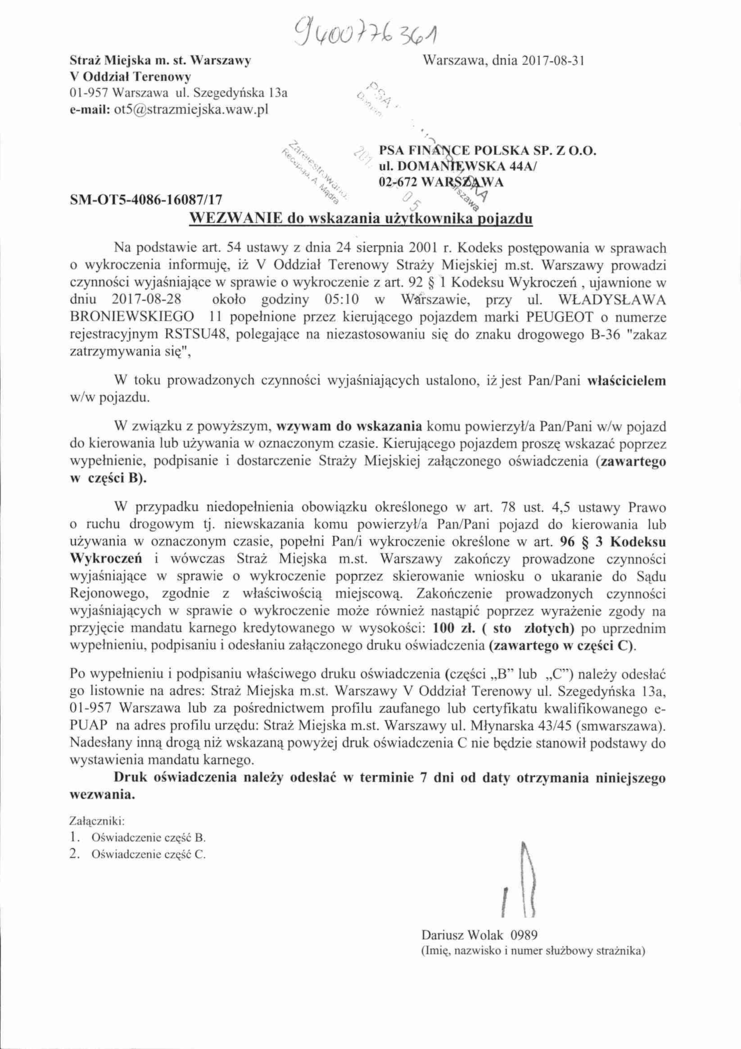 9400776361
Straż Miejska m. st. Warszawy
Warszawa, dnia 2017-08-31
V Oddział Terenowy
01-957 Warszawa ul. Szegedyńska 13a
e-mail: ot5@strazmiejska.waw.pl
PSA
PSA FINANCE POLSKA SP. Z O.O.
ul. DOMANIEWSKA 44A/
02-672 WARSZAWA
Zarejestrowano
Recepcja A. Mądra
05
SM-OT5-4086-16087/17
WEZWANIE do wskazania użytkownika pojazdu
Na podstawie art. 54 ustawy z dnia 24 sierpnia 2001 r. Kodeks postępowania w sprawach
o wykroczenia informuję, iż V Oddział Terenowy Straży Miejskiej m.st. Warszawy prowadzi
czynności wyjaśniające w sprawie o wykroczenie z art. 92 § 1 Kodeksu Wykroczeń , ujawnione w
dniu 2017-08-28 około godziny 05:10 w Warszawie, przy ul. WŁADYSŁAWA
BRONIEWSKIEGO 11 popełnione przez kierującego pojazdem marki PEUGEOT o numerze
rejestracyjnym RSTSU48, polegające na niezastosowaniu się do znaku drogowego B-36 "zakaz
zatrzymywania się",
W toku prowadzonych czynności wyjaśniających ustalono, iż jest Pan/Pani właścicielem
w/w pojazdu.
W związku z powyższym, wzywam do wskazania komu powierzył/a Pan/Pani w/w pojazd
do kierowania lub używania w oznaczonym czasie. Kierującego pojazdem proszę wskazać poprzez
wypełnienie, podpisanie i dostarczenie Straży Miejskiej załączonego oświadczenia (zawartego
w części B).
W przypadku niedopełnienia obowiązku określonego w art. 78 ust. 4,5 ustawy Prawo
o ruchu drogowym tj. niewskazania komu powierzył/a Pan/Pani pojazd do kierowania lub
używania w oznaczonym czasie, popełni Pan/i wykroczenie określone w art. 96 § 3 Kodeksu
Wykroczeń i wówczas Straż Miejska m.st. Warszawy zakończy prowadzone czynności
wyjaśniające w sprawie o wykroczenie poprzez skierowanie wniosku o ukaranie do Sądu
Rejonowego, zgodnie z właściwością miejscową. Zakończenie prowadzonych czynności
wyjaśniających w sprawie o wykroczenie może również nastąpić poprzez wyrażenie zgody na
przyjęcie mandatu karnego kredytowanego w wysokości: 100 zł. ( sto złotych) po uprzednim
wypełnieniu, podpisaniu i odesłaniu załączonego druku oświadczenia (zawartego w części C).
Po wypełnieniu i podpisaniu właściwego druku oświadczenia (części „B” lub „C”) należy odesłać
go listownie na adres: Straż Miejska m.st. Warszawy V Oddział Terenowy ul. Szegedyńska 13a,
01-957 Warszawa lub za pośrednictwem profilu zaufanego lub certyfikatu kwalifikowanego e-
PUAP na adres profilu urzędu: Straż Miejska m.st. Warszawy ul. Młynarska 43/45 (smwarszawa).
Nadesłany inną drogą niż wskazaną powyżej druk oświadczenia C nie będzie stanowił podstawy do
wystawienia mandatu karnego.
Druk oświadczenia należy odesłać w terminie 7 dni od daty otrzymania niniejszego
wezwania.
Załączniki:
1. Oświadczenie część B.
2. Oświadczenie część C.
Dariusz Wolak 0989
(Imię, nazwisko i numer służbowy strażnika)